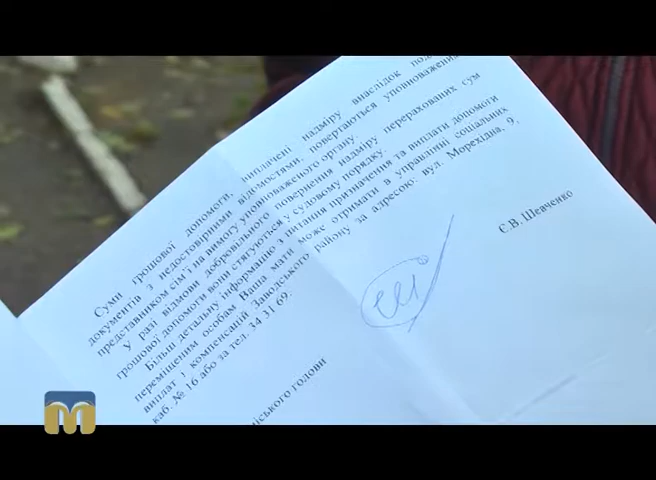 Суми грошової допомоги, виплачені надміру внаслідок
документів з недостовірними відомостями, повертаються уповноваженим
представником сім'ї на вимогу уповноваженого органу.
У разі відмови добровільного повернення надміру перерахованих сум
грошової допомоги вони стягуються у судовому порядку.
Більш детальну інформацію з питання призначення та виплати допомоги
переміщеним особам Ваша мати може отримати в управлінні соціальних
виплат і компенсацій Заводського району за адресою: вул. Морехідна, 9,
каб. № 16 або за тел. 34 31 69.
міського голови
Є.В. Шевченко